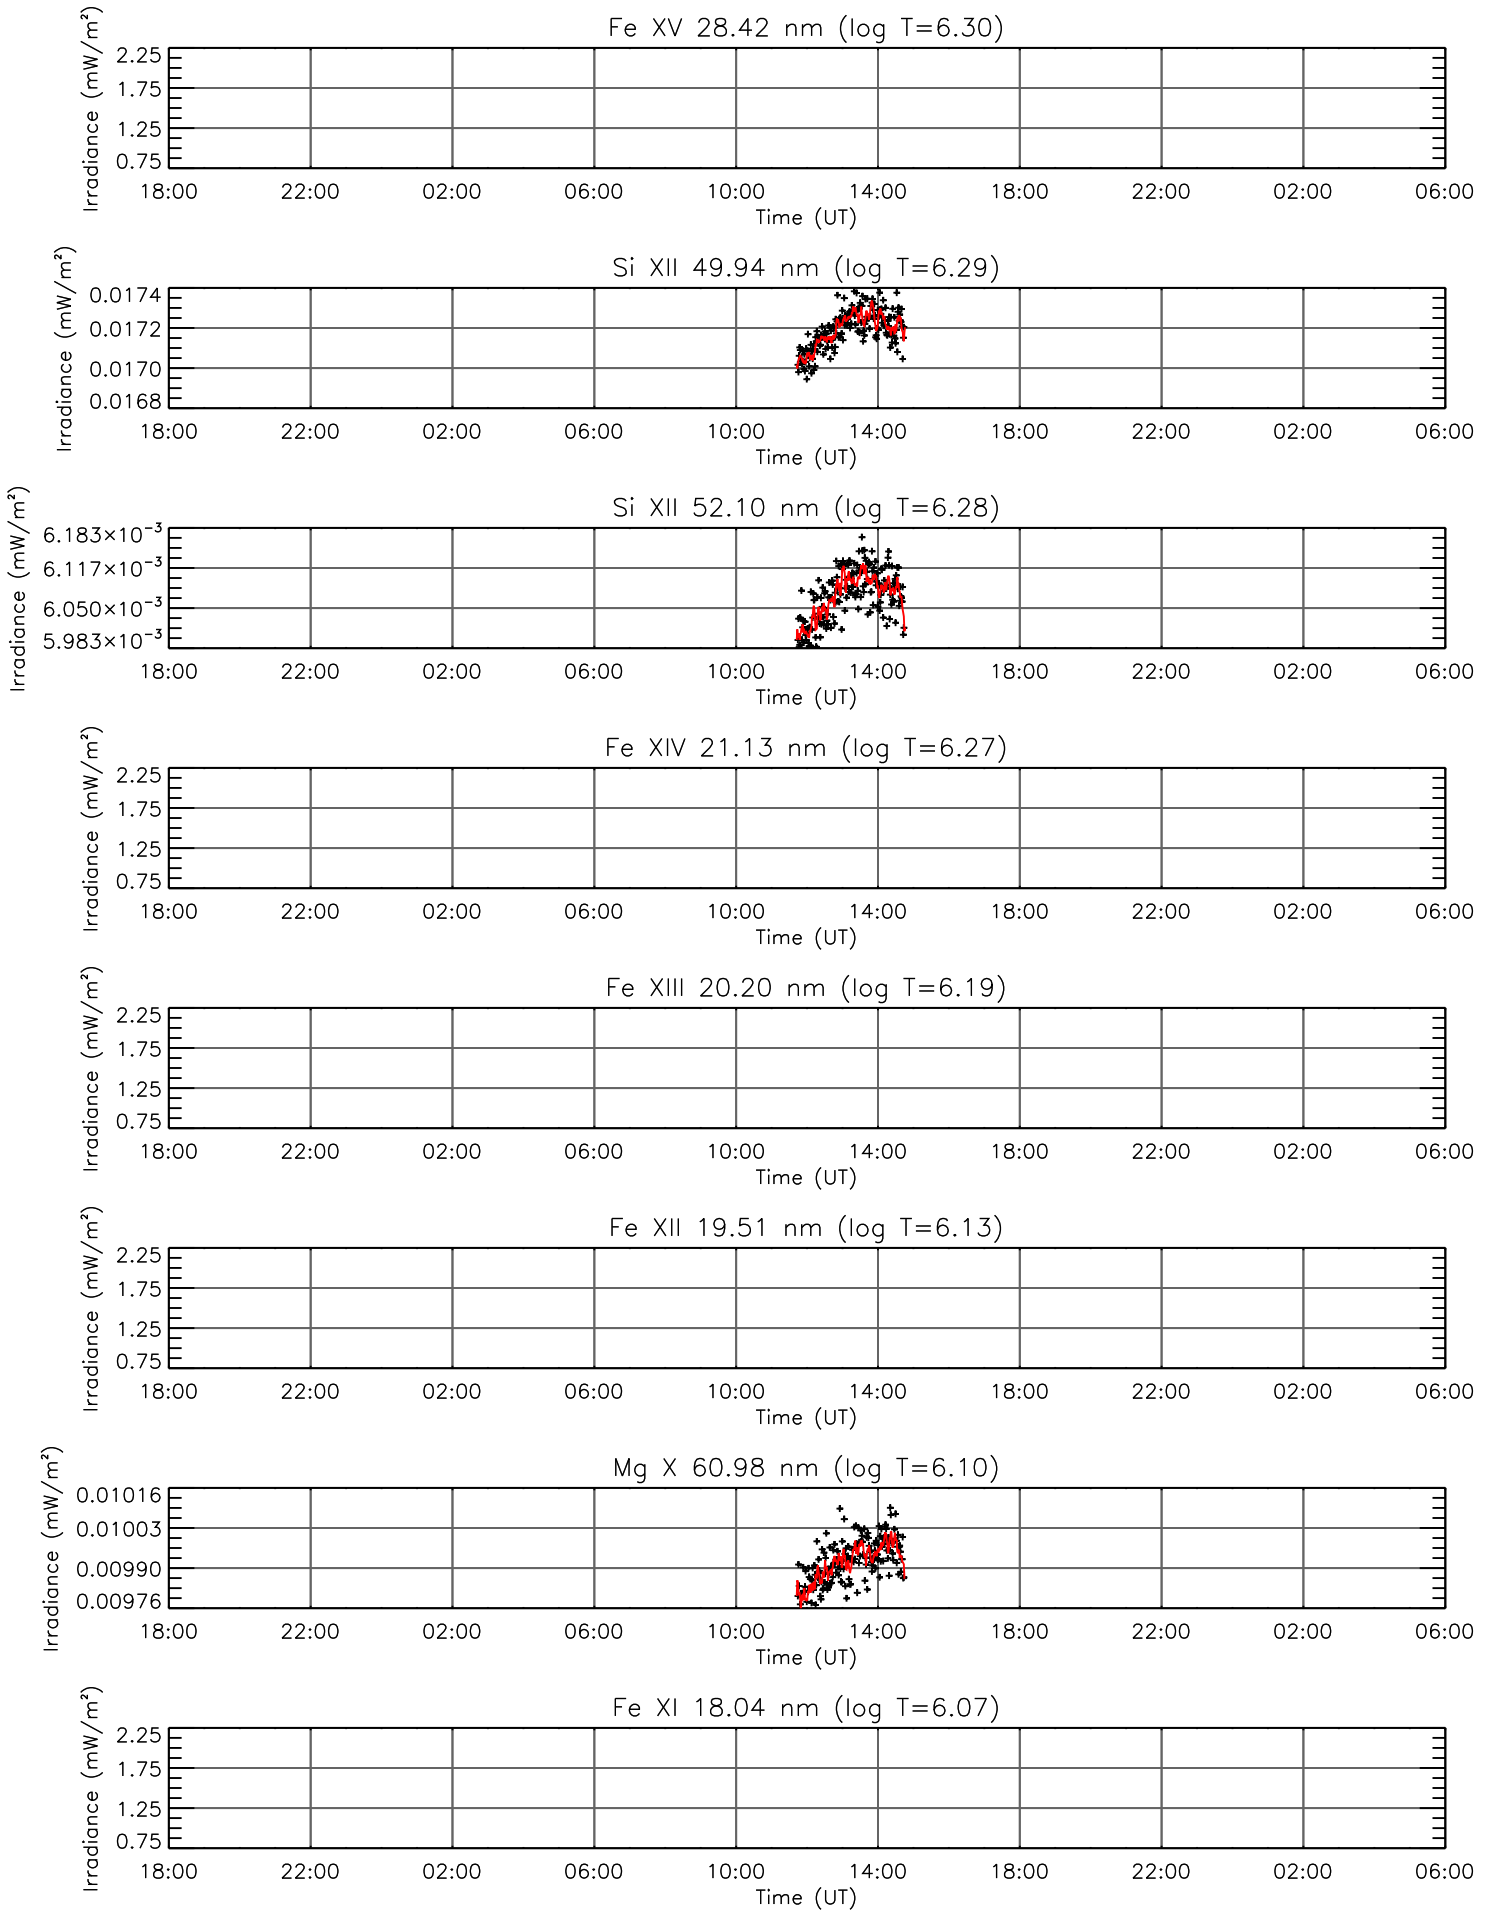 Fe XV 28.42 nm (log T=6.30)
Irradiance (mW/m²)
2.25
1.75
1.25
0.75
18:00 22:00 02:00 06:00 10:00 14:00 18:00 22:00 02:00 06:00
Time (UT)
Si XII 49.94 nm (log T=6.29)
Irradiance (mW/m²)
0.0174
0.0172
0.0170
0.0168
18:00 22:00 02:00 06:00 10:00 14:00 18:00 22:00 02:00 06:00
Time (UT)
Si XII 52.10 nm (log T=6.28)
Irradiance (mW/m²)
6.183×10⁻³
6.117×10⁻³
6.050×10⁻³
5.983×10⁻³
18:00 22:00 02:00 06:00 10:00 14:00 18:00 22:00 02:00 06:00
Time (UT)
Fe XIV 21.13 nm (log T=6.27)
Irradiance (mW/m²)
2.25
1.75
1.25
0.75
18:00 22:00 02:00 06:00 10:00 14:00 18:00 22:00 02:00 06:00
Time (UT)
Fe XIII 20.20 nm (log T=6.19)
Irradiance (mW/m²)
2.25
1.75
1.25
0.75
18:00 22:00 02:00 06:00 10:00 14:00 18:00 22:00 02:00 06:00
Time (UT)
Fe XII 19.51 nm (log T=6.13)
Irradiance (mW/m²)
2.25
1.75
1.25
0.75
18:00 22:00 02:00 06:00 10:00 14:00 18:00 22:00 02:00 06:00
Time (UT)
Mg X 60.98 nm (log T=6.10)
Irradiance (mW/m²)
0.01016
0.01003
0.00990
0.00976
18:00 22:00 02:00 06:00 10:00 14:00 18:00 22:00 02:00 06:00
Time (UT)
Fe XI 18.04 nm (log T=6.07)
Irradiance (mW/m²)
2.25
1.75
1.25
0.75
18:00 22:00 02:00 06:00 10:00 14:00 18:00 22:00 02:00 06:00
Time (UT)